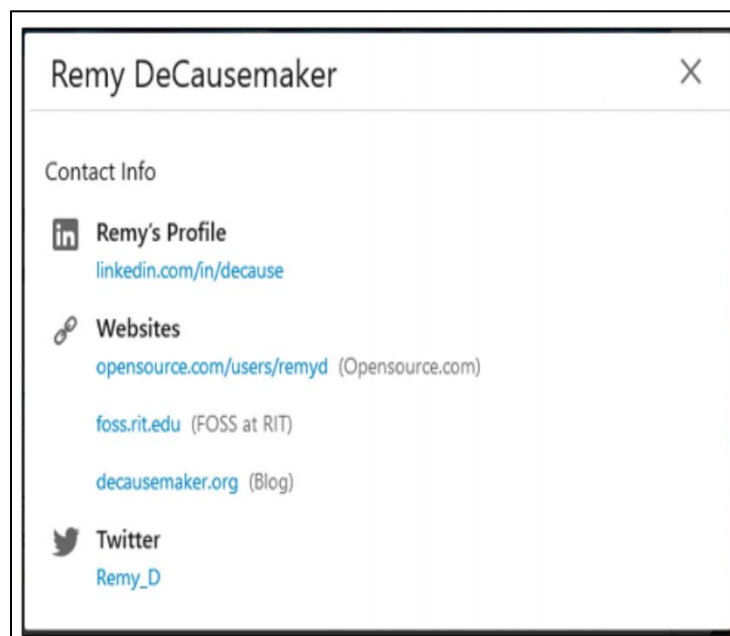 Remy DeCausemaker
Contact Info
Remy's Profile
linkedin.com/in/decause
Websites
opensource.com/users/remyd (Opensource.com)
foss.rit.edu (FOSS at RIT)
decausemaker.org (Blog)
Twitter
Remy_D